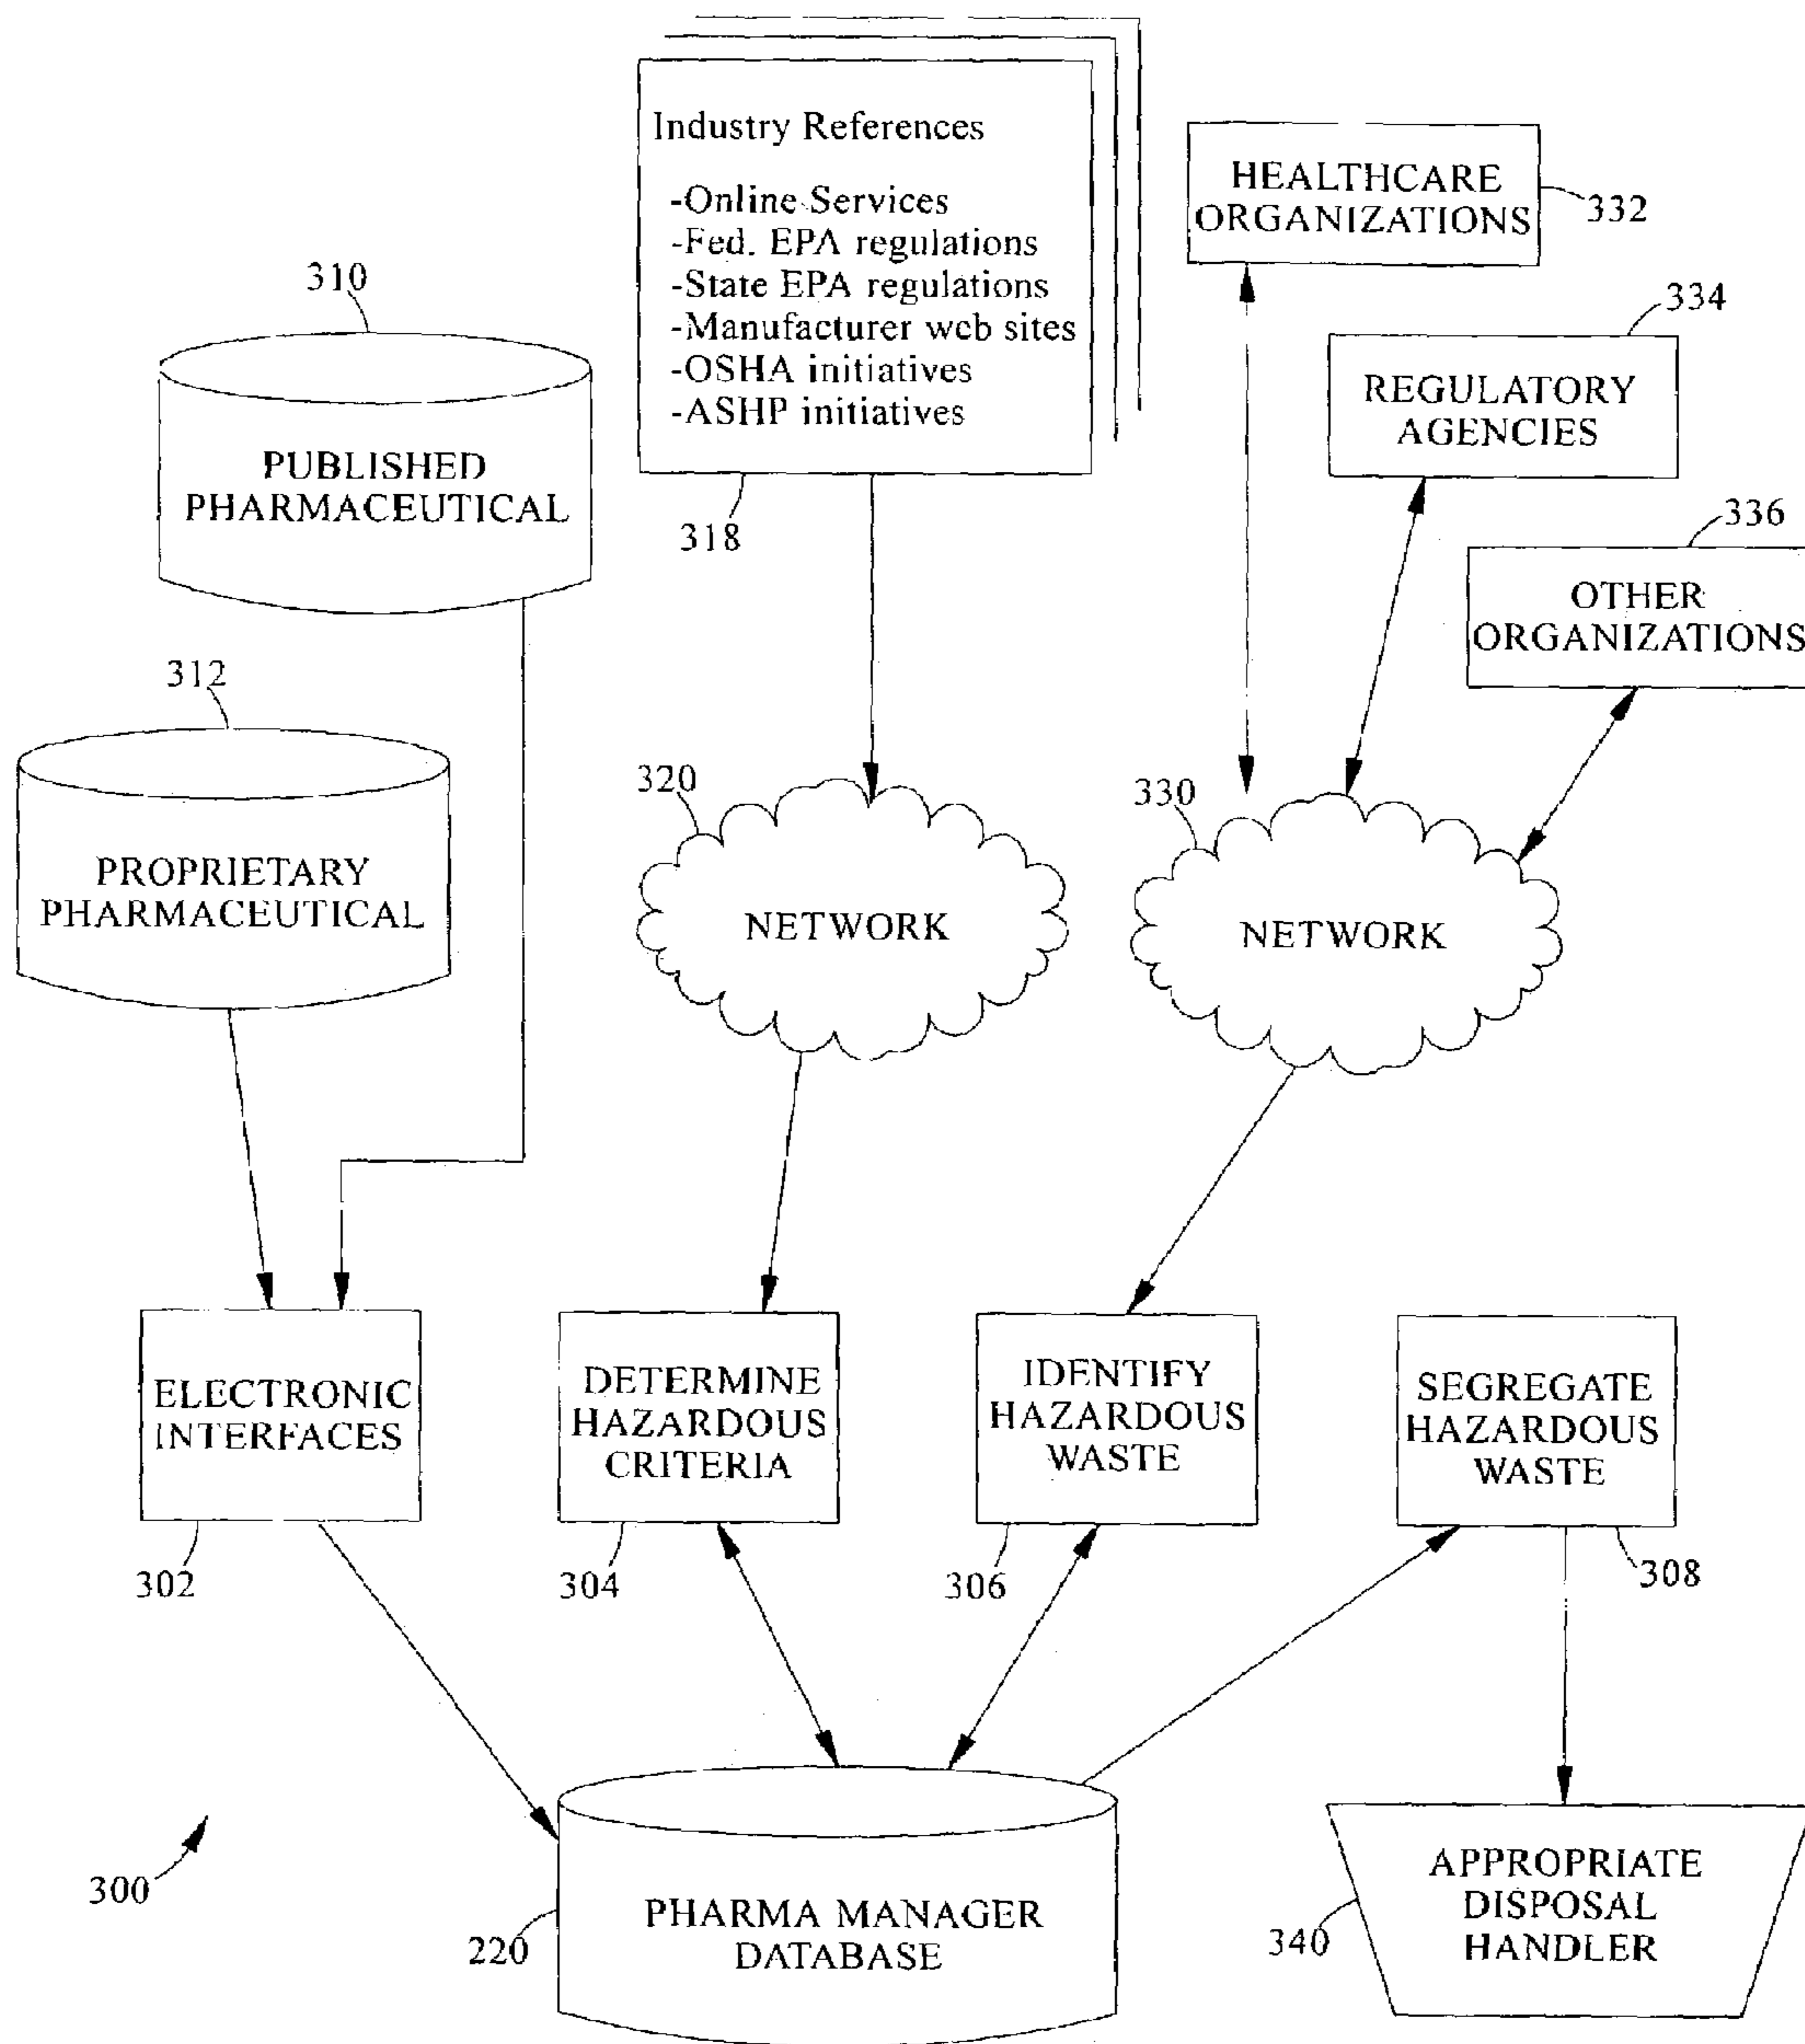 Industry References
-Online Services
-Fed. EPA regulations
-State EPA regulations
-Manufacturer web sites
-OSHA initiatives
-ASHP initiatives
318
HEALTHCARE
ORGANIZATIONS
332
334
REGULATORY
AGENCIES
336
OTHER
ORGANIZATIONS
310
PUBLISHED
PHARMACEUTICAL
312
PROPRIETARY
PHARMACEUTICAL
320
NETWORK
330
NETWORK
ELECTRONIC
INTERFACES
302
DETERMINE
HAZARDOUS
CRITERIA
304
IDENTIFY
HAZARDOUS
WASTE
306
SEGREGATE
HAZARDOUS
WASTE
308
300
220
PHARMA MANAGER
DATABASE
340
APPROPRIATE
DISPOSAL
HANDLER